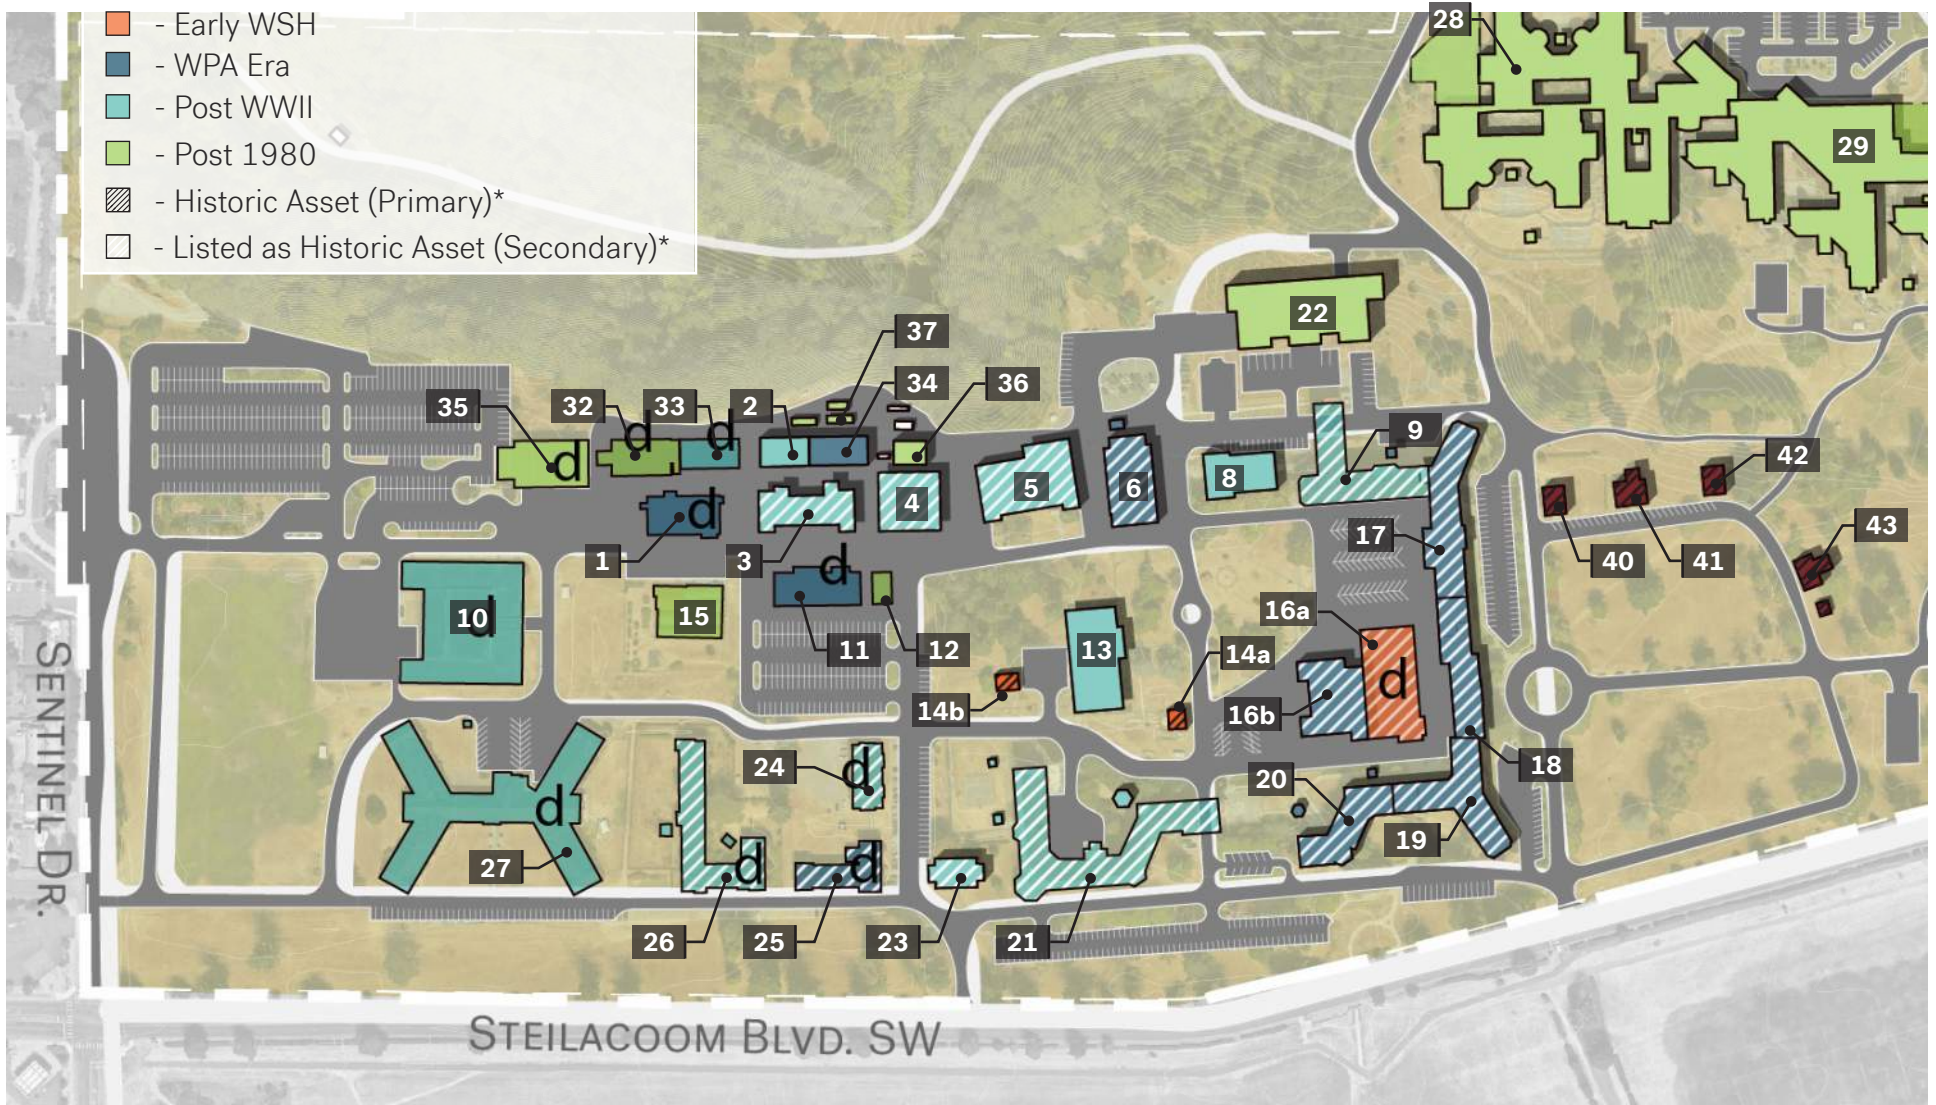 - Early WSH
- WPA Era
- Post WWII
- Post 1980
- Historic Asset (Primary)*
- Listed as Historic Asset (Secondary)*
28
29
22
37
34
36
35
32
33
2
d
d
d
9
42
8
4
5
6
d
43
17
1
3
40
41
d
10
d
15
16a
11
12
13
14a
d
14b
16b
24
d
18
20
d
19
27
d
d
26
25
23
21
SENTINEL DR.
STEILACOOM BLVD. SW